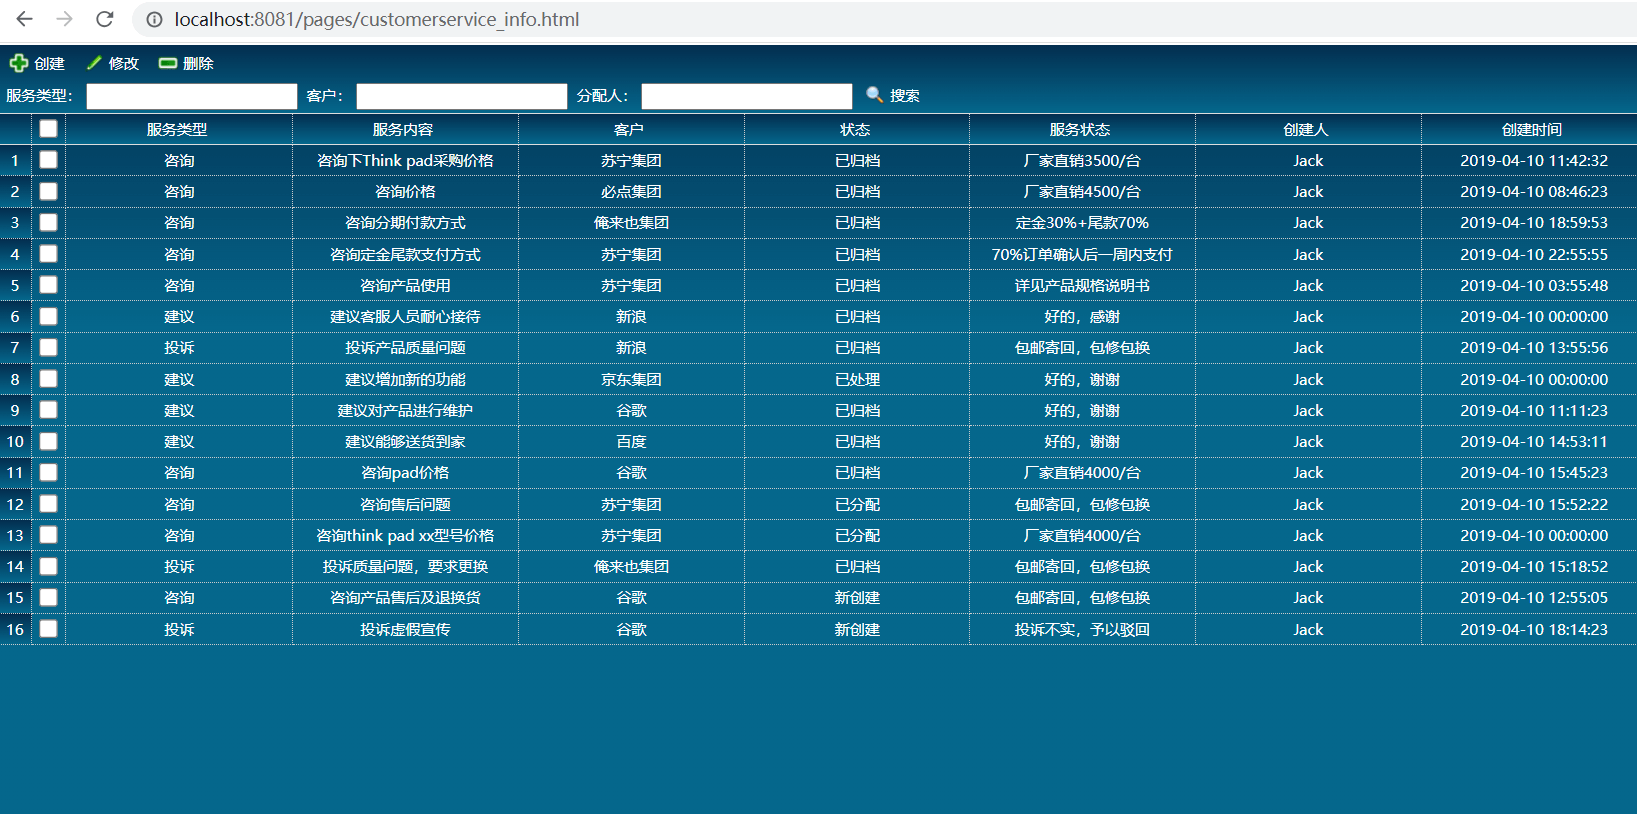 localhost:8081/pages/customerservice_info.html
创建 修改 删除
服务类型： 客户： 分配人： 搜索
服务类型 服务内容 客户 状态 服务状态 创建人 创建时间
1 咨询 咨询下Think pad采购价格 苏宁集团 已归档 厂家直销3500/台 Jack 2019-04-10 11:42:32
2 咨询 咨询价格 必点集团 已归档 厂家直销4500/台 Jack 2019-04-10 08:46:23
3 咨询 咨询分期付款方式 俺来也集团 已归档 定金30%+尾款70% Jack 2019-04-10 18:59:53
4 咨询 咨询定金尾款支付方式 苏宁集团 已归档 70%订单确认后一周内支付 Jack 2019-04-10 22:55:55
5 咨询 咨询产品使用 苏宁集团 已归档 详见产品规格说明书 Jack 2019-04-10 03:55:48
6 建议 建议客服人员耐心接待 新浪 已归档 好的，感谢 Jack 2019-04-10 00:00:00
7 投诉 投诉产品质量问题 新浪 已归档 包邮寄回，包修包换 Jack 2019-04-10 13:55:56
8 建议 建议增加新的功能 京东集团 已处理 好的，谢谢 Jack 2019-04-10 00:00:00
9 建议 建议对产品进行维护 谷歌 已归档 好的，谢谢 Jack 2019-04-10 11:11:23
10 建议 建议能够送货到家 百度 已归档 好的，谢谢 Jack 2019-04-10 14:53:11
11 咨询 咨询pad价格 谷歌 已归档 厂家直销4000/台 Jack 2019-04-10 15:45:23
12 咨询 咨询售后问题 苏宁集团 已分配 包邮寄回，包修包换 Jack 2019-04-10 15:52:22
13 咨询 咨询think pad xx型号价格 苏宁集团 已分配 厂家直销4000/台 Jack 2019-04-10 00:00:00
14 投诉 投诉质量问题，要求更换 俺来也集团 已归档 包邮寄回，包修包换 Jack 2019-04-10 15:18:52
15 咨询 咨询产品售后及退换货 谷歌 新创建 包邮寄回，包修包换 Jack 2019-04-10 12:55:05
16 投诉 投诉虚假宣传 谷歌 新创建 投诉不实，予以驳回 Jack 2019-04-10 18:14:23